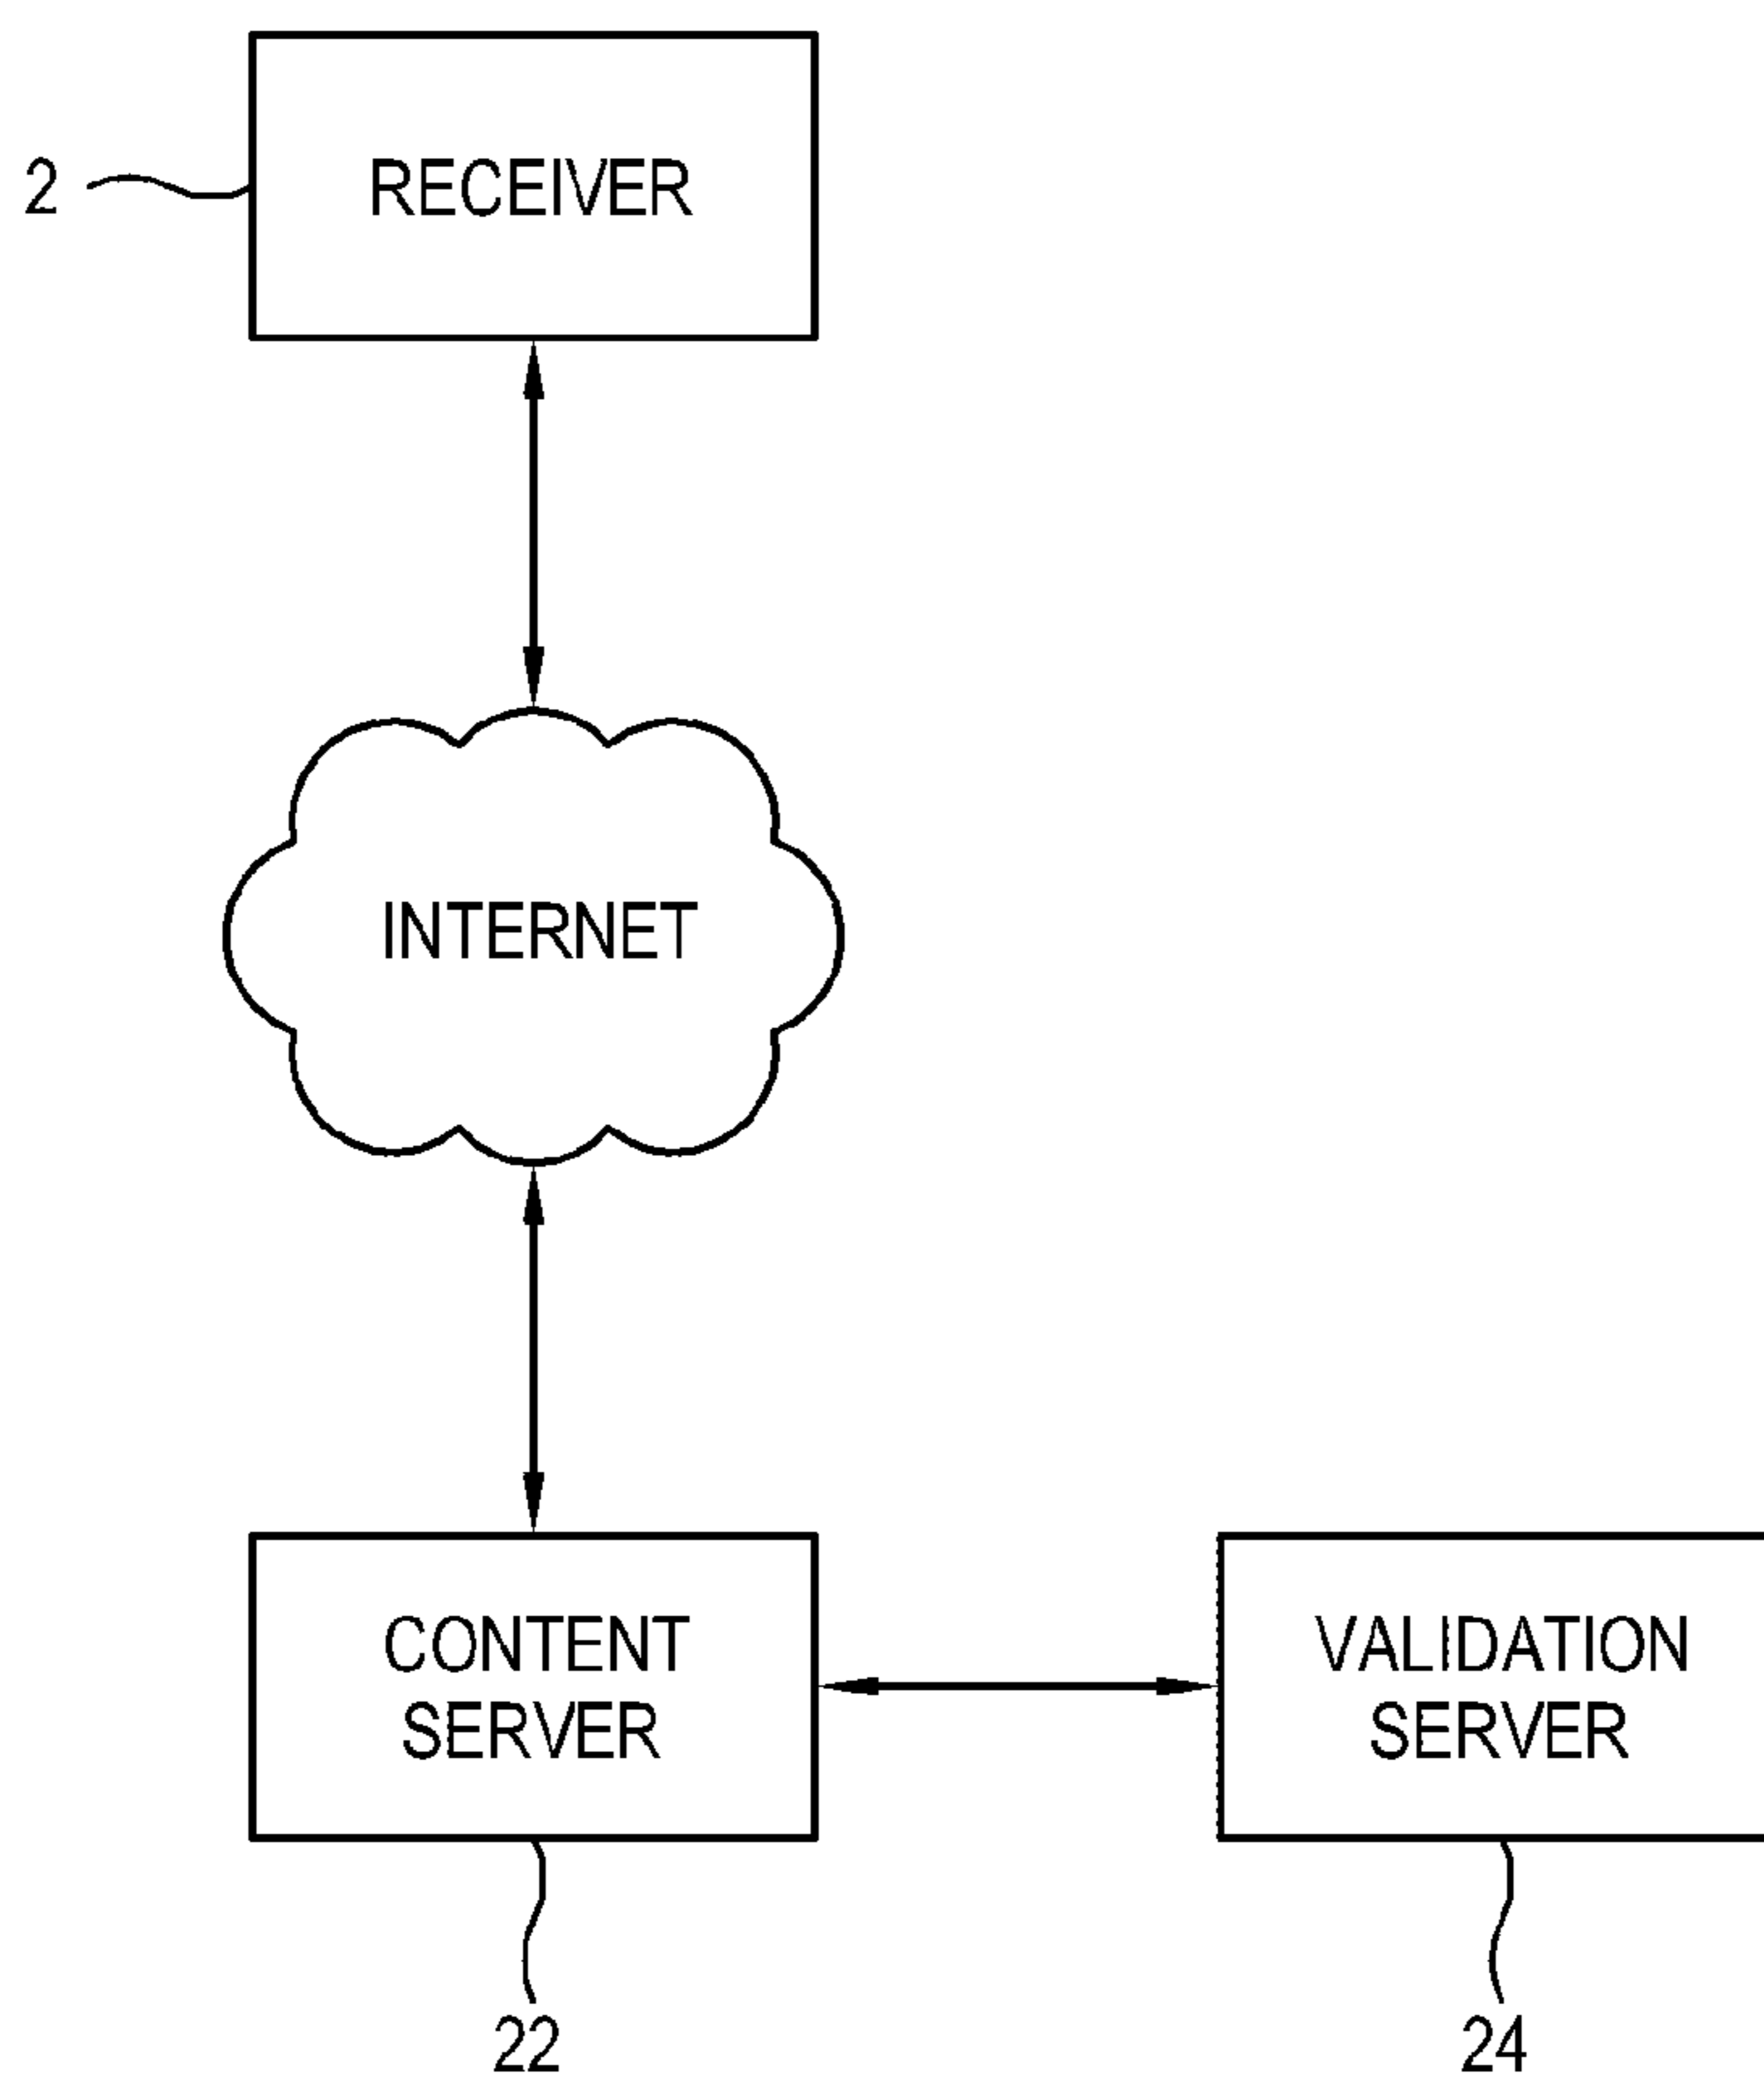 2
RECEIVER
INTERNET
CONTENT
SERVER
VALIDATION
SERVER
22
24